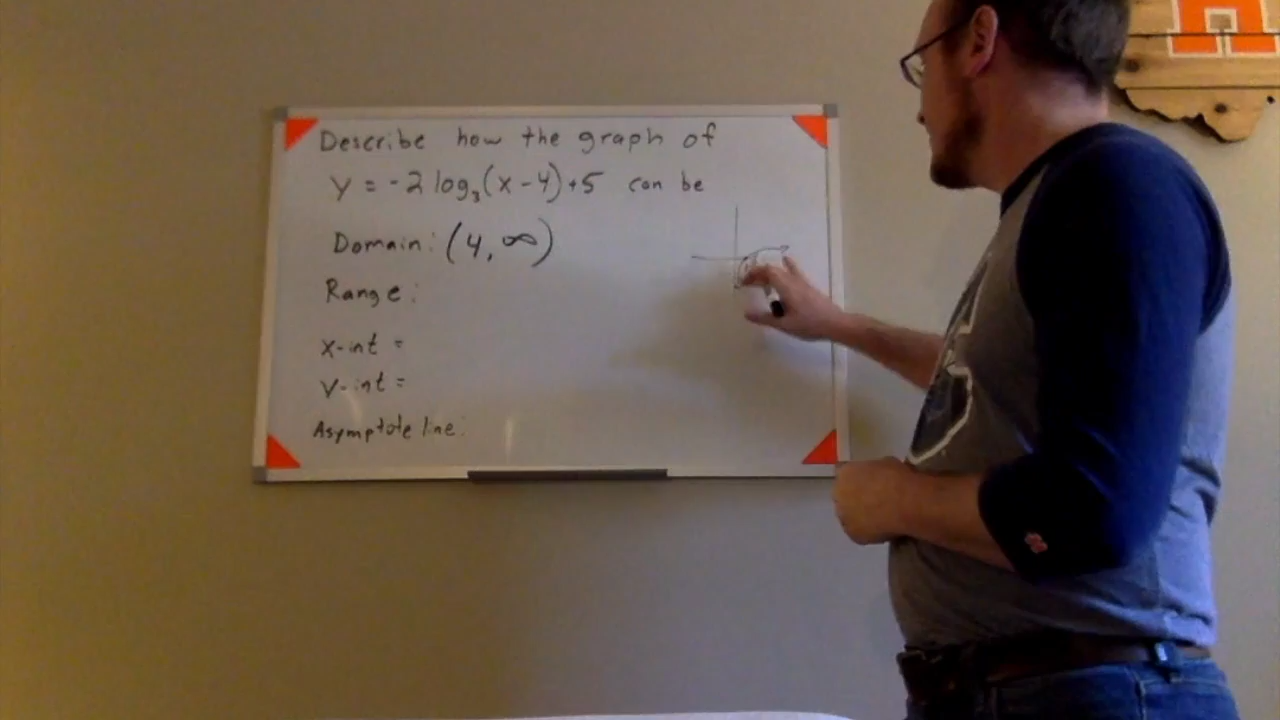 Describe how the graph of
y = -2 log₃(x - 4) + 5 can be
Domain: (4, ∞)
Range:
x-int =
y-int =
Asymptote line: